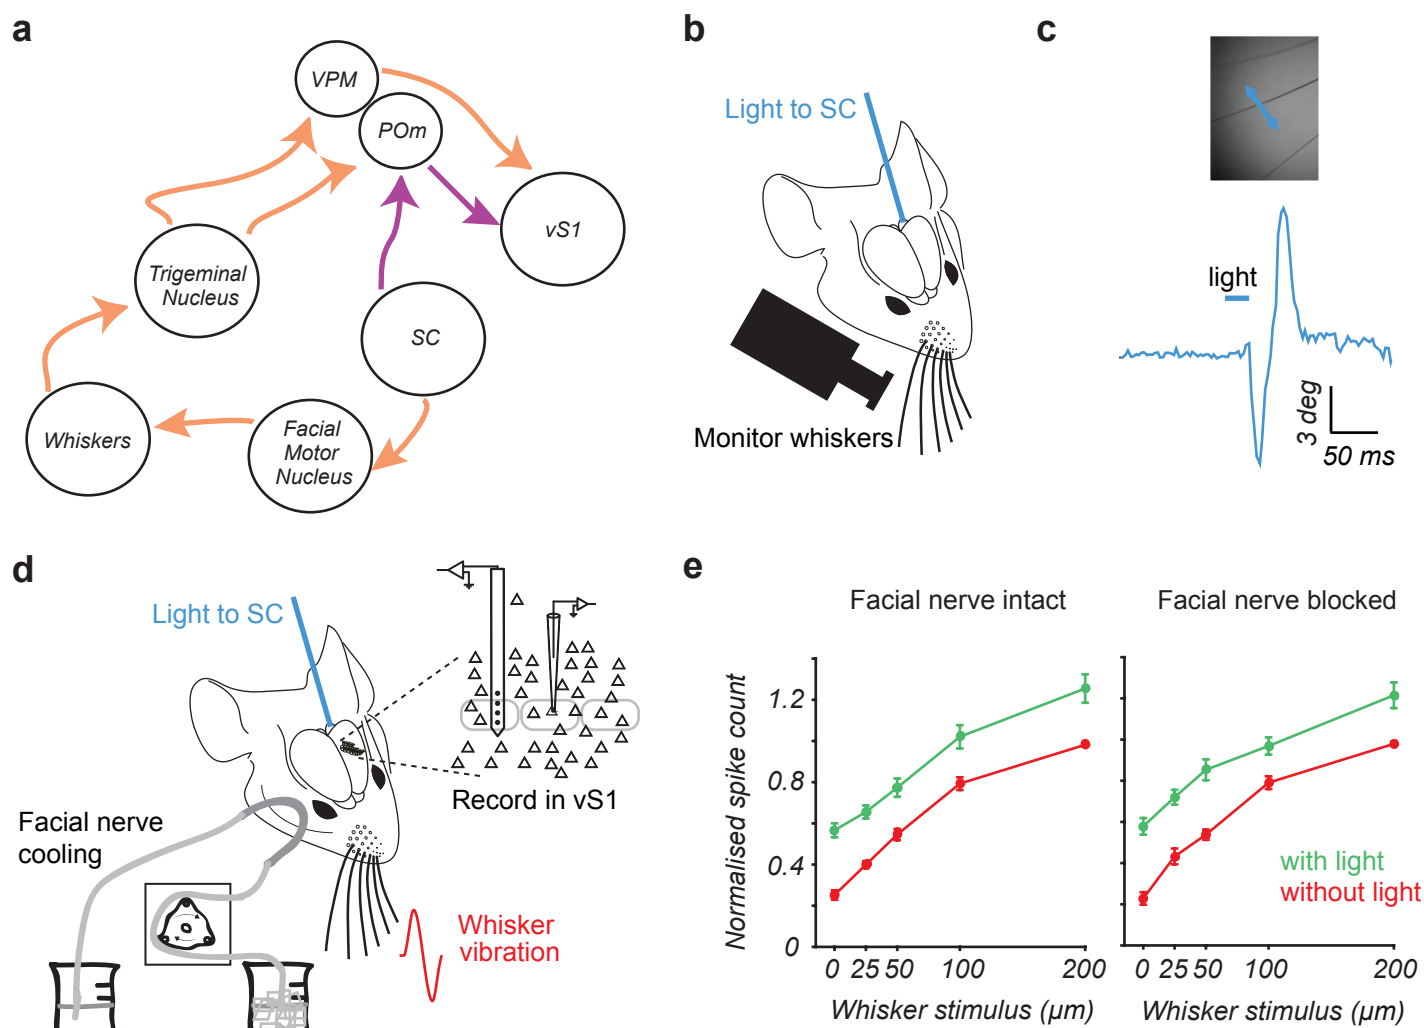 a
VPM
POm
vS1
Trigeminal
Nucleus
SC
Whiskers
Facial
Motor
Nucleus
b
Light to SC
Monitor whiskers
c
light
3 deg
50 ms
d
Light to SC
Record in vS1
Facial nerve
cooling
Whisker
vibration
e
Facial nerve intact
Facial nerve blocked
Normalised spike count
1.2
0.8
0.4
0
with light
without light
0 25 50 100 200
0 25 50 100 200
Whisker stimulus (μm)
Whisker stimulus (μm)